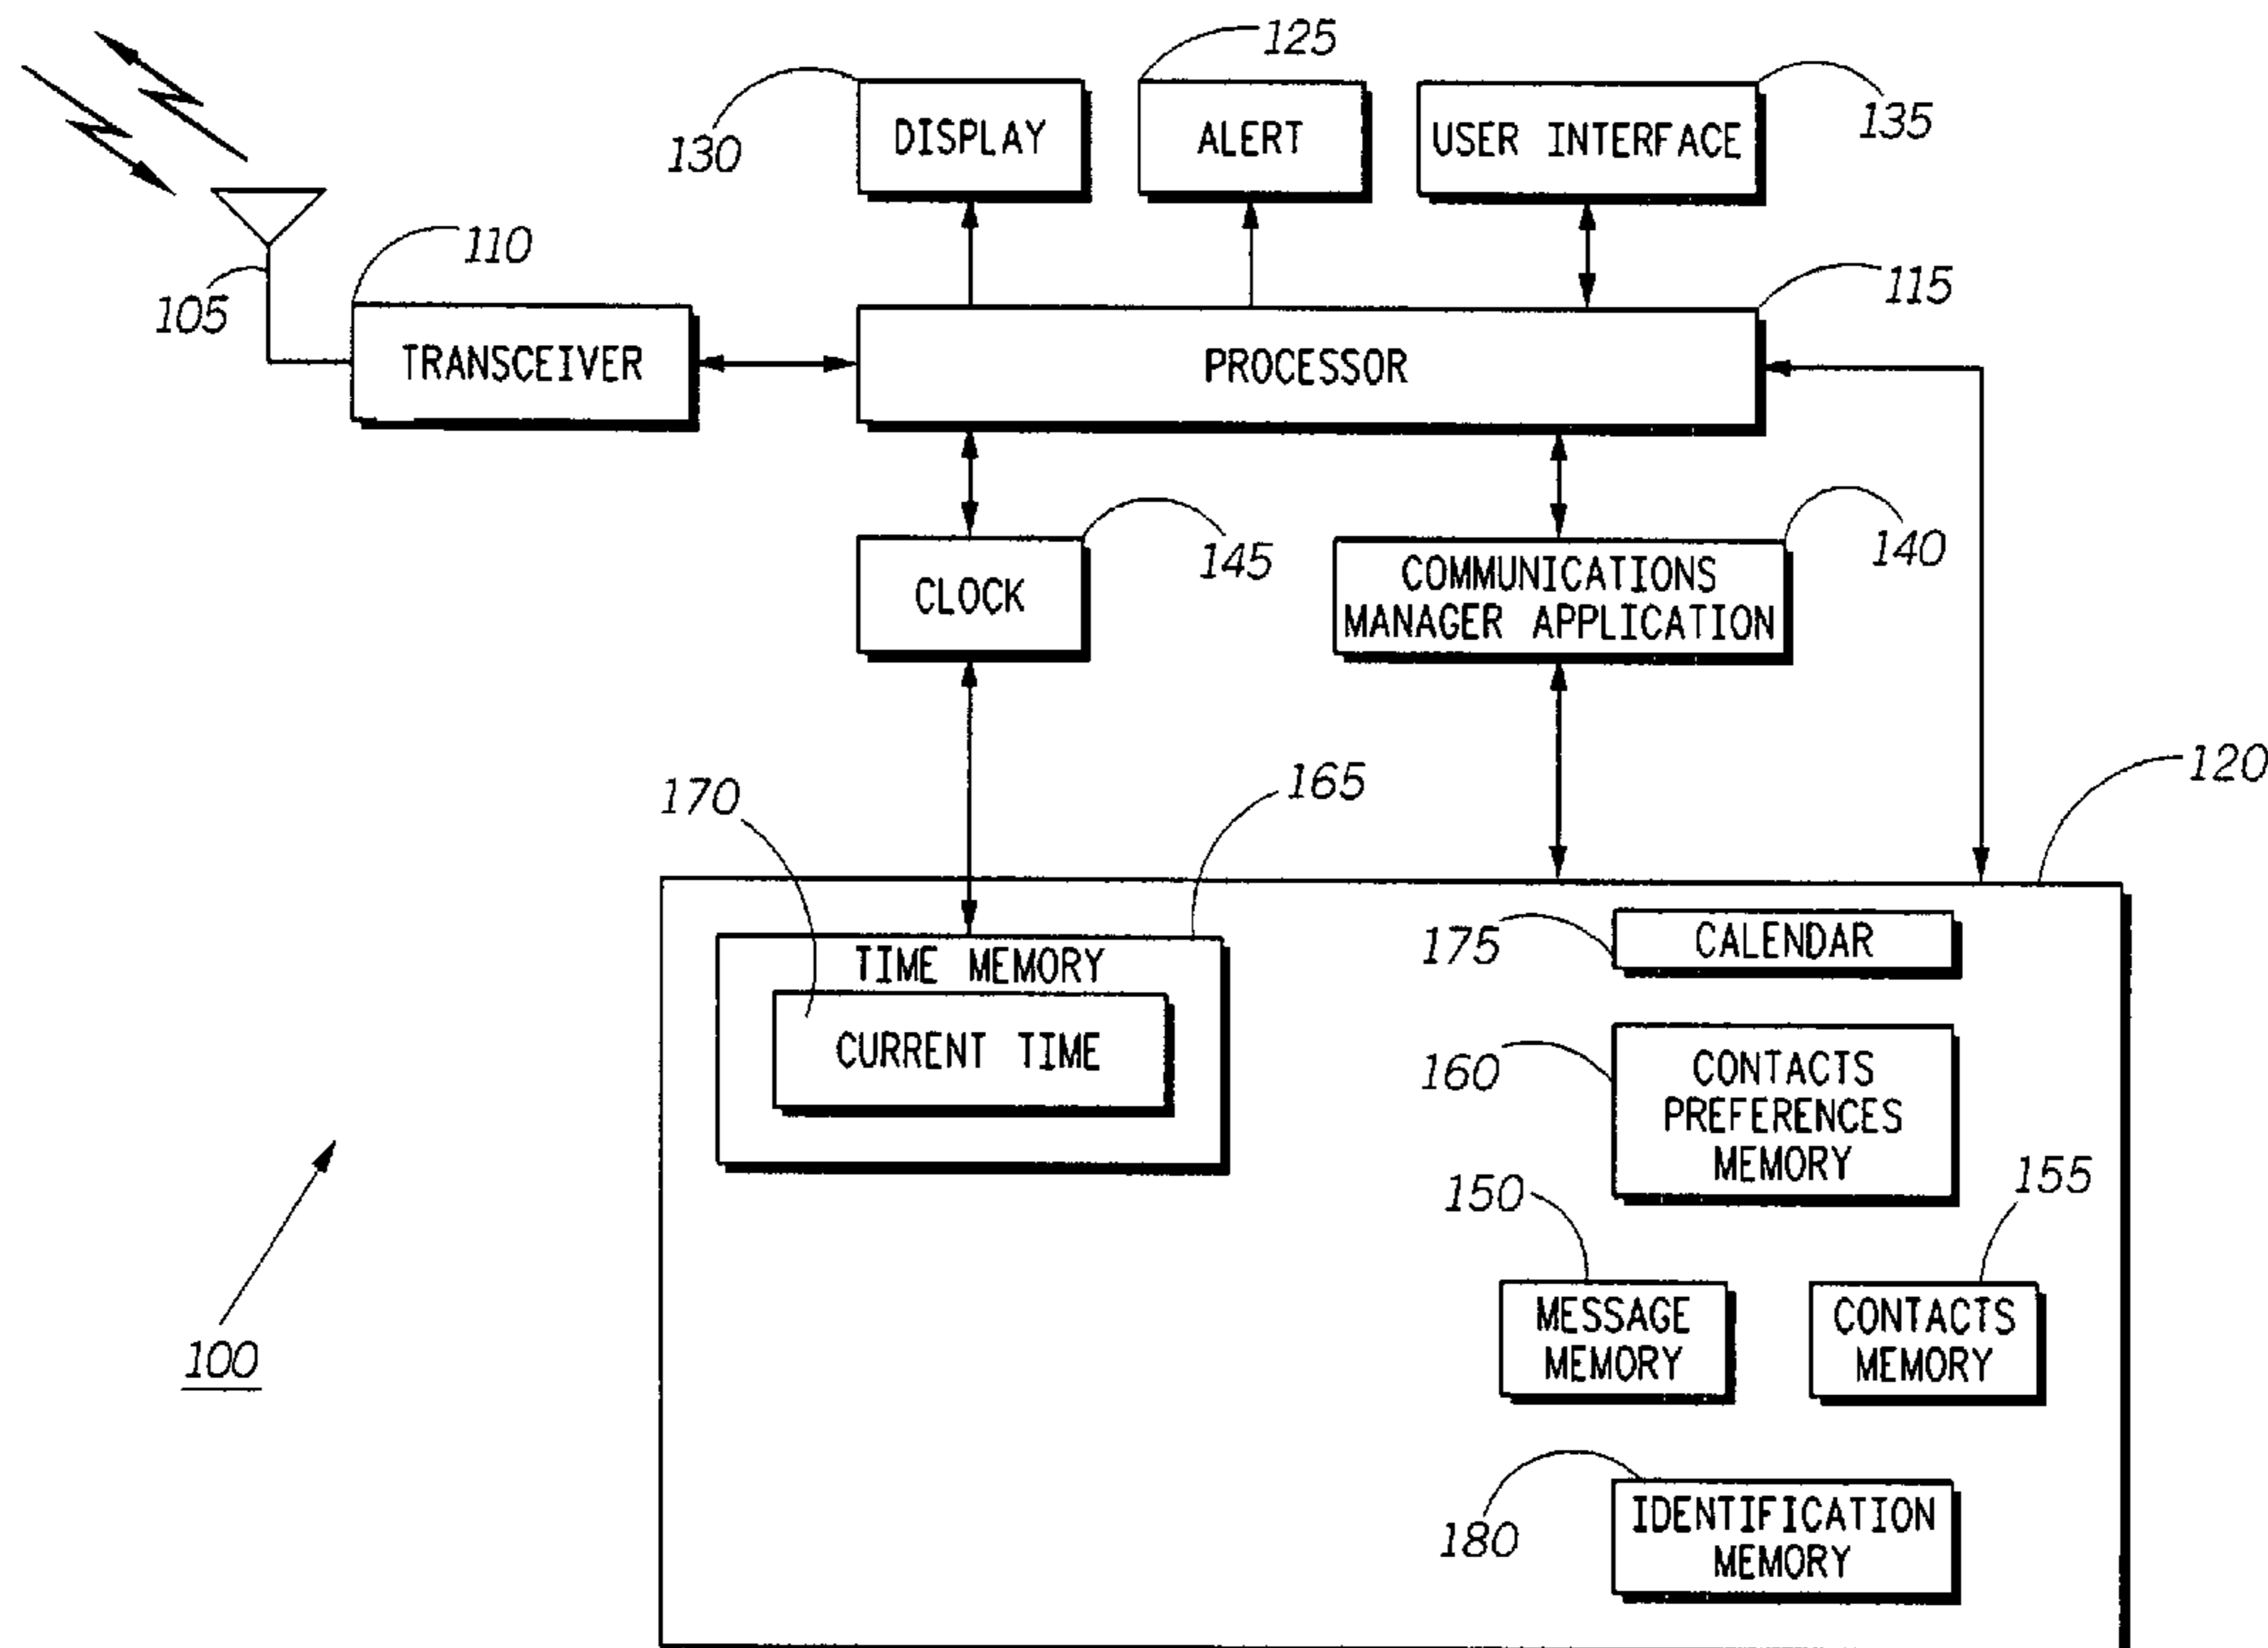 125
130
DISPLAY
ALERT
USER INTERFACE
135
110
105
TRANSCEIVER
PROCESSOR
115
CLOCK
145
COMMUNICATIONS
MANAGER APPLICATION
140
170
165
120
TIME MEMORY
CURRENT TIME
175
CALENDAR
160
CONTACTS
PREFERENCES
MEMORY
150
155
MESSAGE
MEMORY
CONTACTS
MEMORY
100
180
IDENTIFICATION
MEMORY